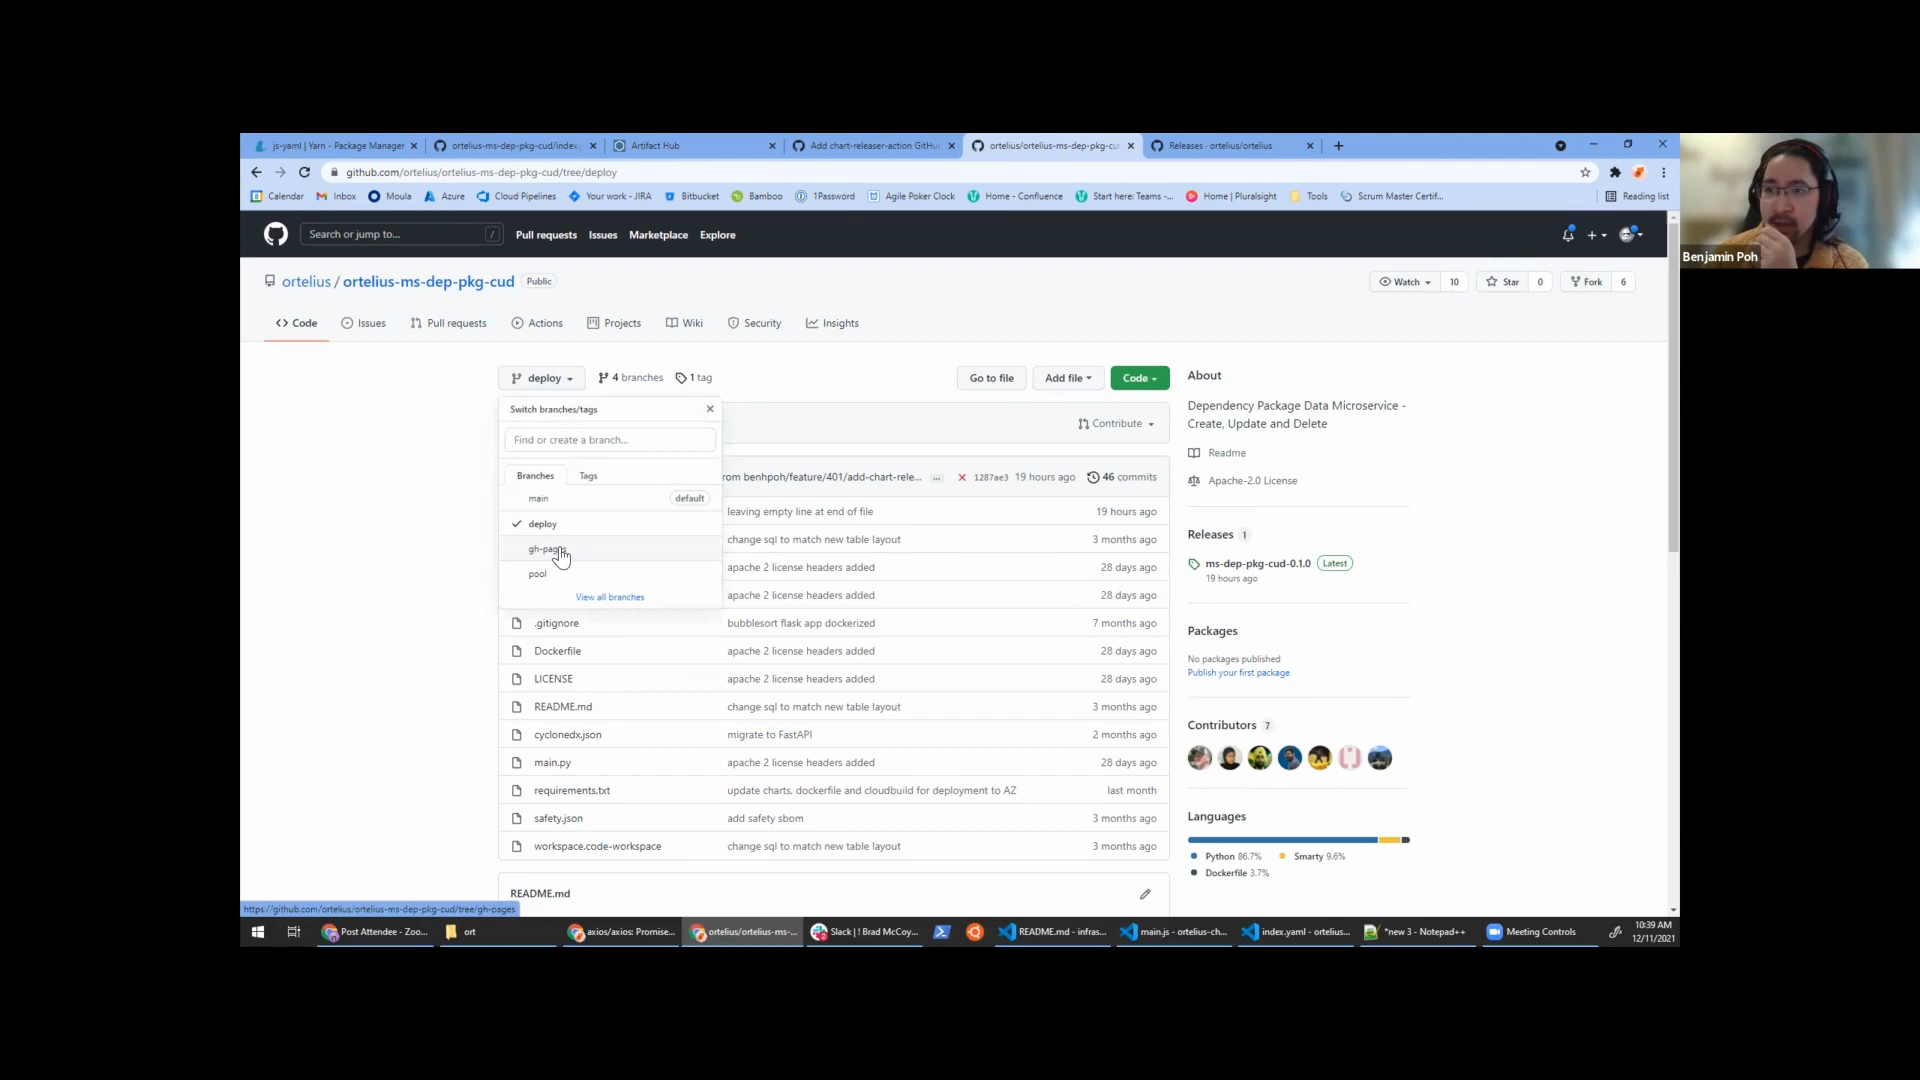 js-yaml | Yarn - Package Manager
ortelius-ms-dep-pkg-cud/index
Artifact Hub
Add chart-releaser-action GitHu
ortelius/ortelius-ms-dep-pkg-cu
Releases · ortelius/ortelius
github.com/ortelius/ortelius-ms-dep-pkg-cud/tree/deploy
Calendar
Inbox
Moula
Azure
Cloud Pipelines
Your work - JIRA
Bitbucket
Bamboo
1Password
Agile Poker Clock
Home - Confluence
Start here: Teams -...
Home | Pluralsight
Tools
Scrum Master Certif...
Reading list
Search or jump to...
/
Pull requests
Issues
Marketplace
Explore
Benjamin Poh
ortelius / ortelius-ms-dep-pkg-cud
Public
Watch
10
Star
0
Fork
6
Code
Issues
Pull requests
Actions
Projects
Wiki
Security
Insights
deploy
4 branches
1 tag
Go to file
Add file
Code
Switch branches/tags
Find or create a branch...
Branches
Tags
main
default
deploy
gh-pages
pool
View all branches
Contribute
rom benhpoh/feature/401/add-chart-rele...
...
1287ae3
19 hours ago
46 commits
leaving empty line at end of file
19 hours ago
change sql to match new table layout
3 months ago
apache 2 license headers added
28 days ago
apache 2 license headers added
28 days ago
.gitignore
bubblesort flask app dockerized
7 months ago
Dockerfile
apache 2 license headers added
28 days ago
LICENSE
apache 2 license headers added
28 days ago
README.md
change sql to match new table layout
3 months ago
cyclonedx.json
migrate to FastAPI
2 months ago
main.py
apache 2 license headers added
28 days ago
requirements.txt
update charts, dockerfile and cloudbuild for deployment to AZ
last month
safety.json
add safety sbom
3 months ago
workspace.code-workspace
change sql to match new table layout
3 months ago
README.md
About
Dependency Package Data Microservice -
Create, Update and Delete
Readme
Apache-2.0 License
Releases 1
ms-dep-pkg-cud-0.1.0
Latest
19 hours ago
Packages
No packages published
Publish your first package
Contributors 7
Languages
Python 86.7%
Smarty 9.6%
Dockerfile 3.7%
https://github.com/ortelius/ortelius-ms-dep-pkg-cud/tree/gh-pages
Post Attendee - Zoo...
ort
axios/axios: Promise...
ortelius/ortelius-ms-...
Slack | ! Brad McCoy...
README.md - infras...
main.js - ortelius-ch...
index.yaml - ortelius...
*new 3 - Notepad++
Meeting Controls
10:39 AM
12/11/2021